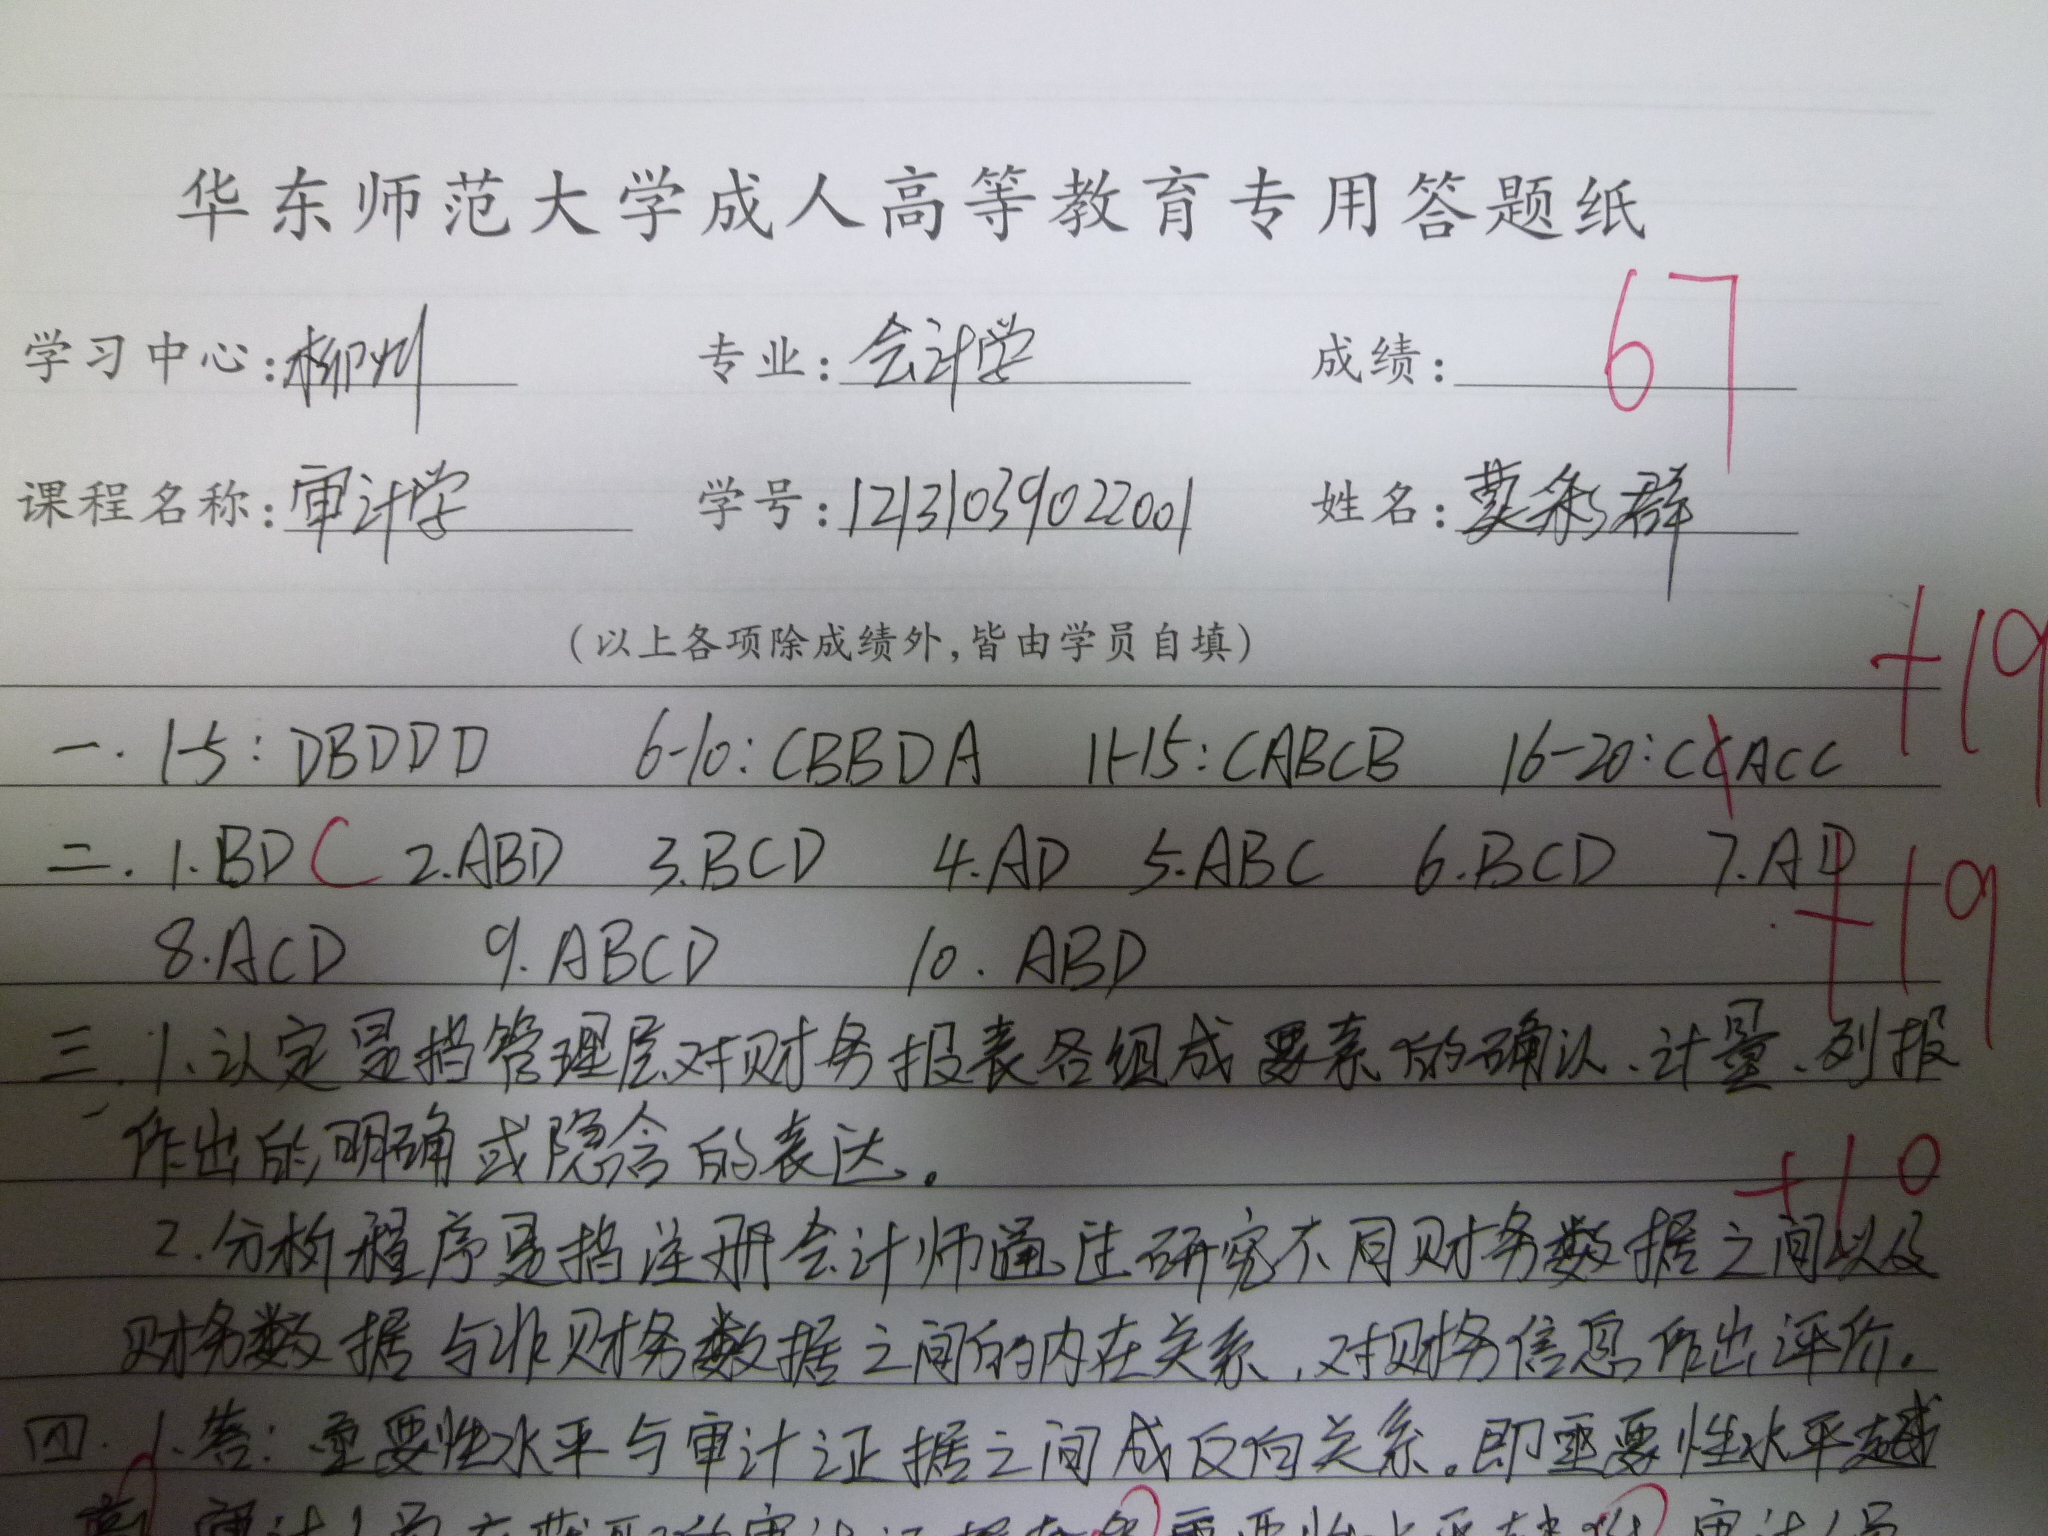 华东师范大学成人高等教育专用答题纸
学习中心:柳州 专业:会计学 成绩:67
课程名称:审计学 学号:12131039022001 姓名:莫彩群
(以上各项除成绩外,皆由学员自填)
+19
一. 1-5:DBDDD 6-10:CBBDA 11-15:CABCB 16-20:CCACC
二. 1.BD C 2.ABD 3.BCD 4.AD 5.ABC 6.BCD 7.AD
+19
8.ACD 9.ABCD 10.ABD
三. 1.认定是指管理层对财务报表各组成要素的确认、计量、列报
作出的明确或隐含的表达。
+10
2.分析程序是指注册会计师通过研究不同财务数据之间以及
财务数据与非财务数据之间的内在关系,对财务信息作出评价.
四. 1.答:重要性水平与审计证据之间成反向关系。即重要性水平越
高 审计人员